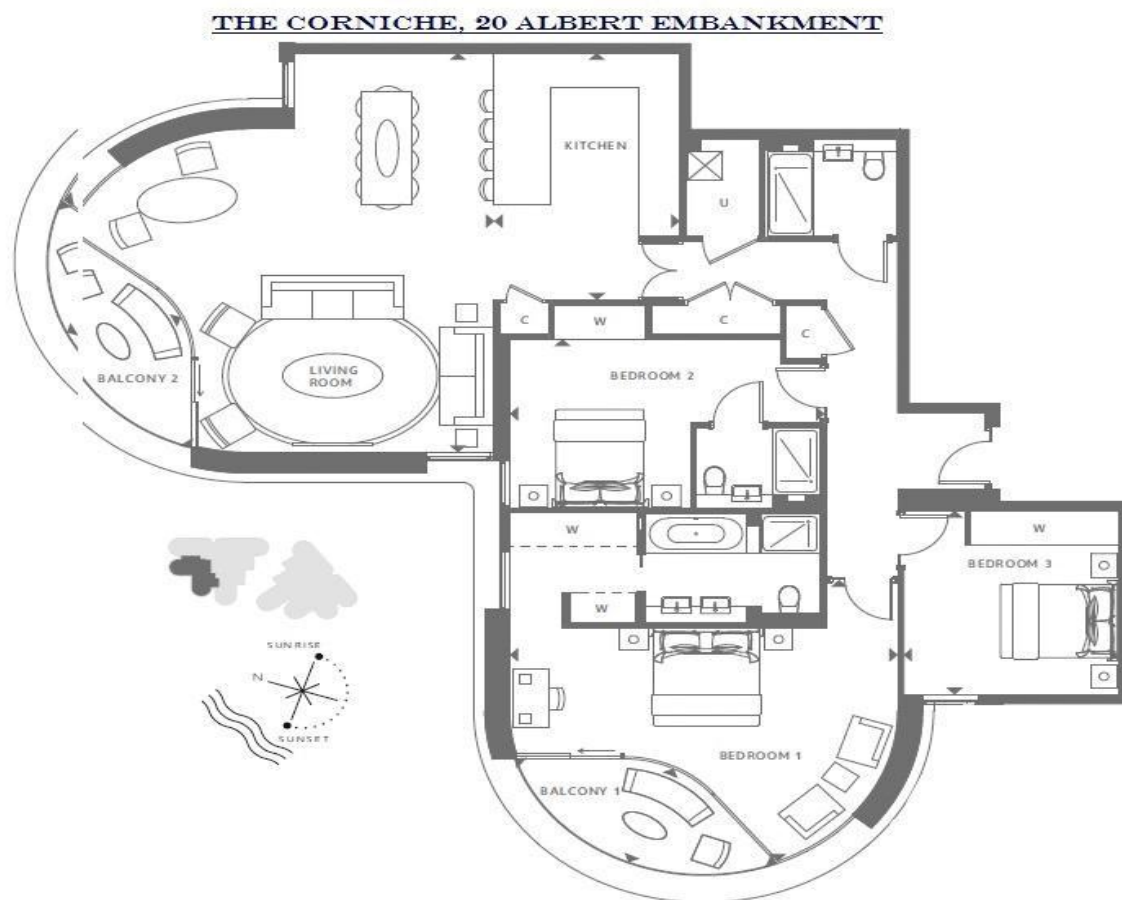 THE CORNICHE, 20 ALBERT EMBANKMENT
KITCHEN
U
C
W
C
C
BALCONY 2
LIVING
ROOM
BEDROOM 2
W
W
BEDROOM 3
W
SUNRISE
N
SUNSET
BEDROOM 1
BALCONY 1